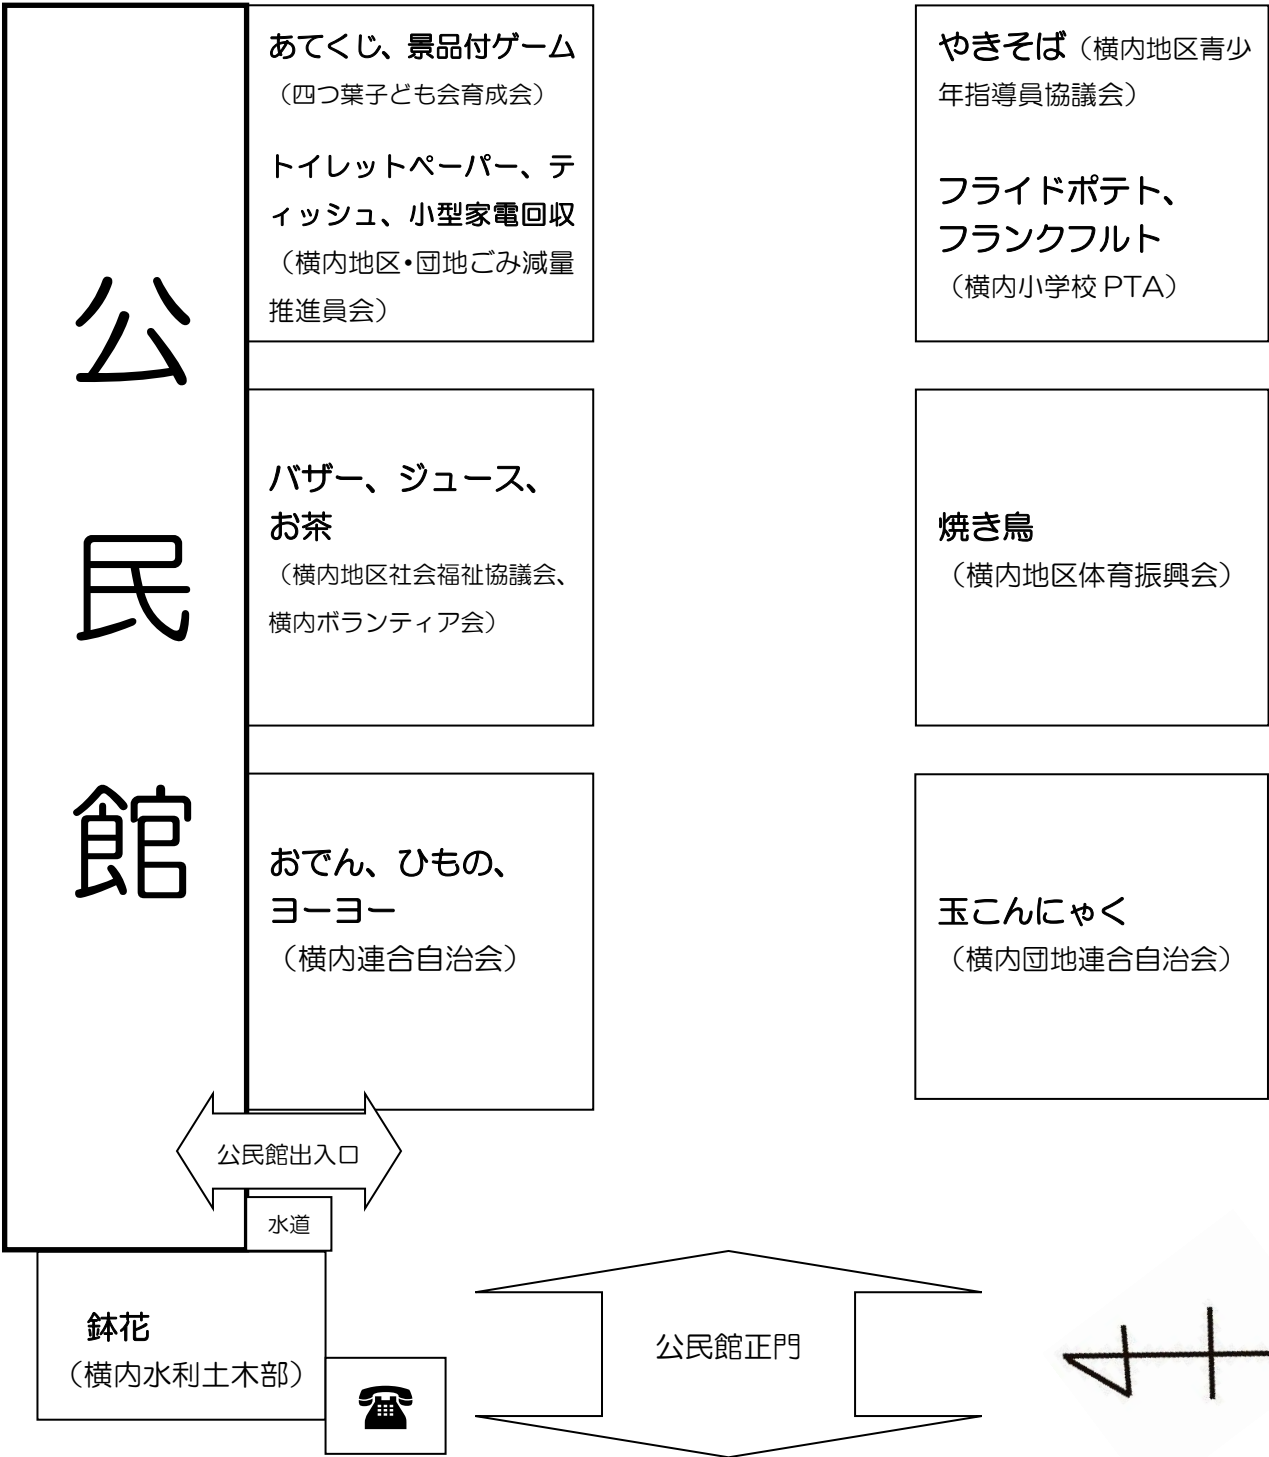 公民館
あてくじ、景品付ゲーム
（四つ葉子ども会育成会）
トイレットペーパー、テ
ィッシュ、小型家電回収
（横内地区・団地ごみ減量
推進員会）
バザー、ジュース、
お茶
（横内地区社会福祉協議会、
横内ボランティア会）
おでん、ひもの、
ヨーヨー
（横内連合自治会）
やきそば（横内地区青少
年指導員協議会）
フライドポテト、
フランクフルト
（横内小学校 PTA）
焼き鳥
（横内地区体育振興会）
玉こんにゃく
（横内団地連合自治会）
公民館出入口
水道
鉢花
（横内水利土木部）
公民館正門